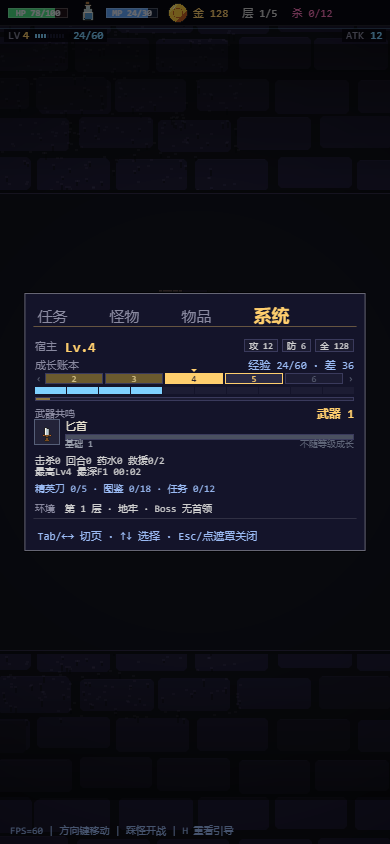 HP 78/100 MP 24/30 金 128 层 1/5 杀 0/12
LV 4 24/60 ATK 12
任务 怪物 物品 系统
宿主 Lv.4 攻 12 防 6 金 128
成长账本 经验 24/60 · 差 36
‹ 2 3 4 5 6 ›
武器共鸣 武器 1
匕首
基础 1 不随等级成长
击杀0 回合0 药水0 救援0/2
最高Lv4 最深F1 00:02
精英刀 0/5 · 图鉴 0/18 · 任务 0/12
环境 第 1 层 · 地牢 · Boss 无首领
Tab/↔ 切页 · ↑↓ 选择 · Esc/点遮罩关闭
FPS=60 | 方向键移动 | 踩怪开战 | H 重看引导